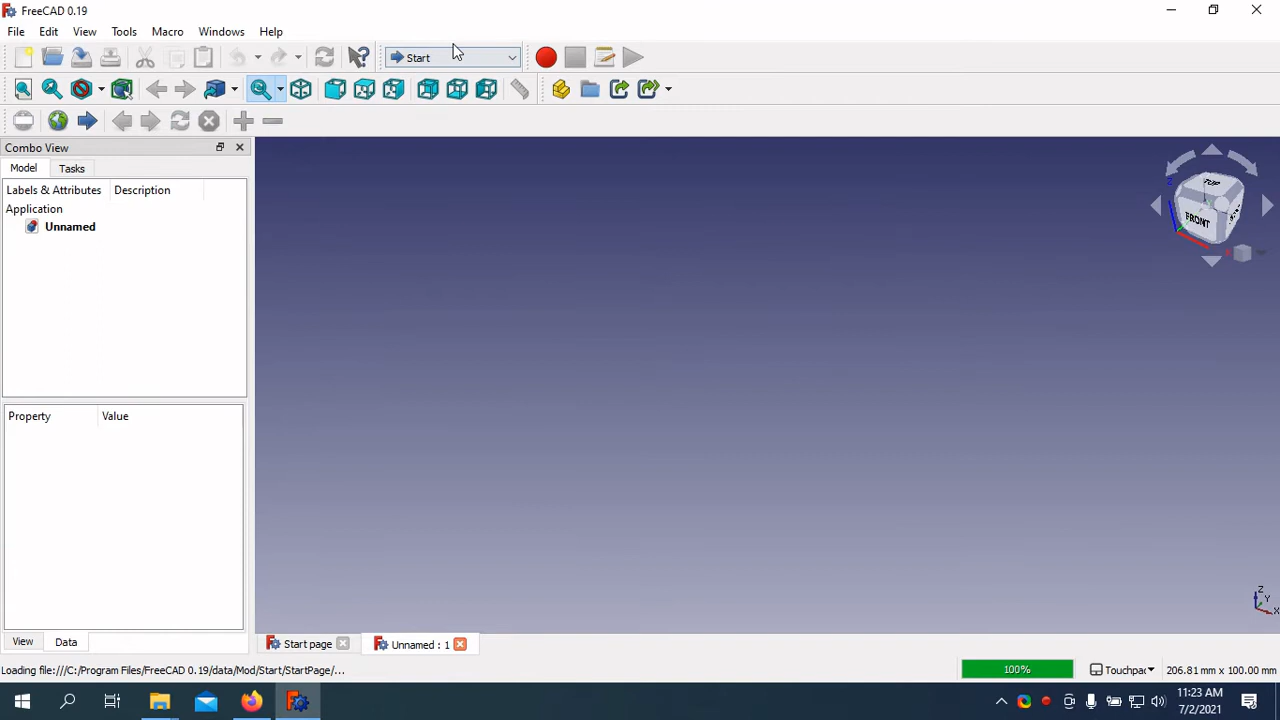 FreeCAD 0.19
File Edit View Tools Macro Windows Help
Start
Combo View
Model Tasks
Labels & Attributes Description
Application
Unnamed
TOP
FRONT
Z
X
Property Value
Z
Y
X
View Data
Start page Unnamed : 1
Loading file:///C:/Program Files/FreeCAD 0.19/data/Mod/Start/StartPage/...
100%
Touchpad
206.81 mm x 100.00 mm
11:23 AM
7/2/2021